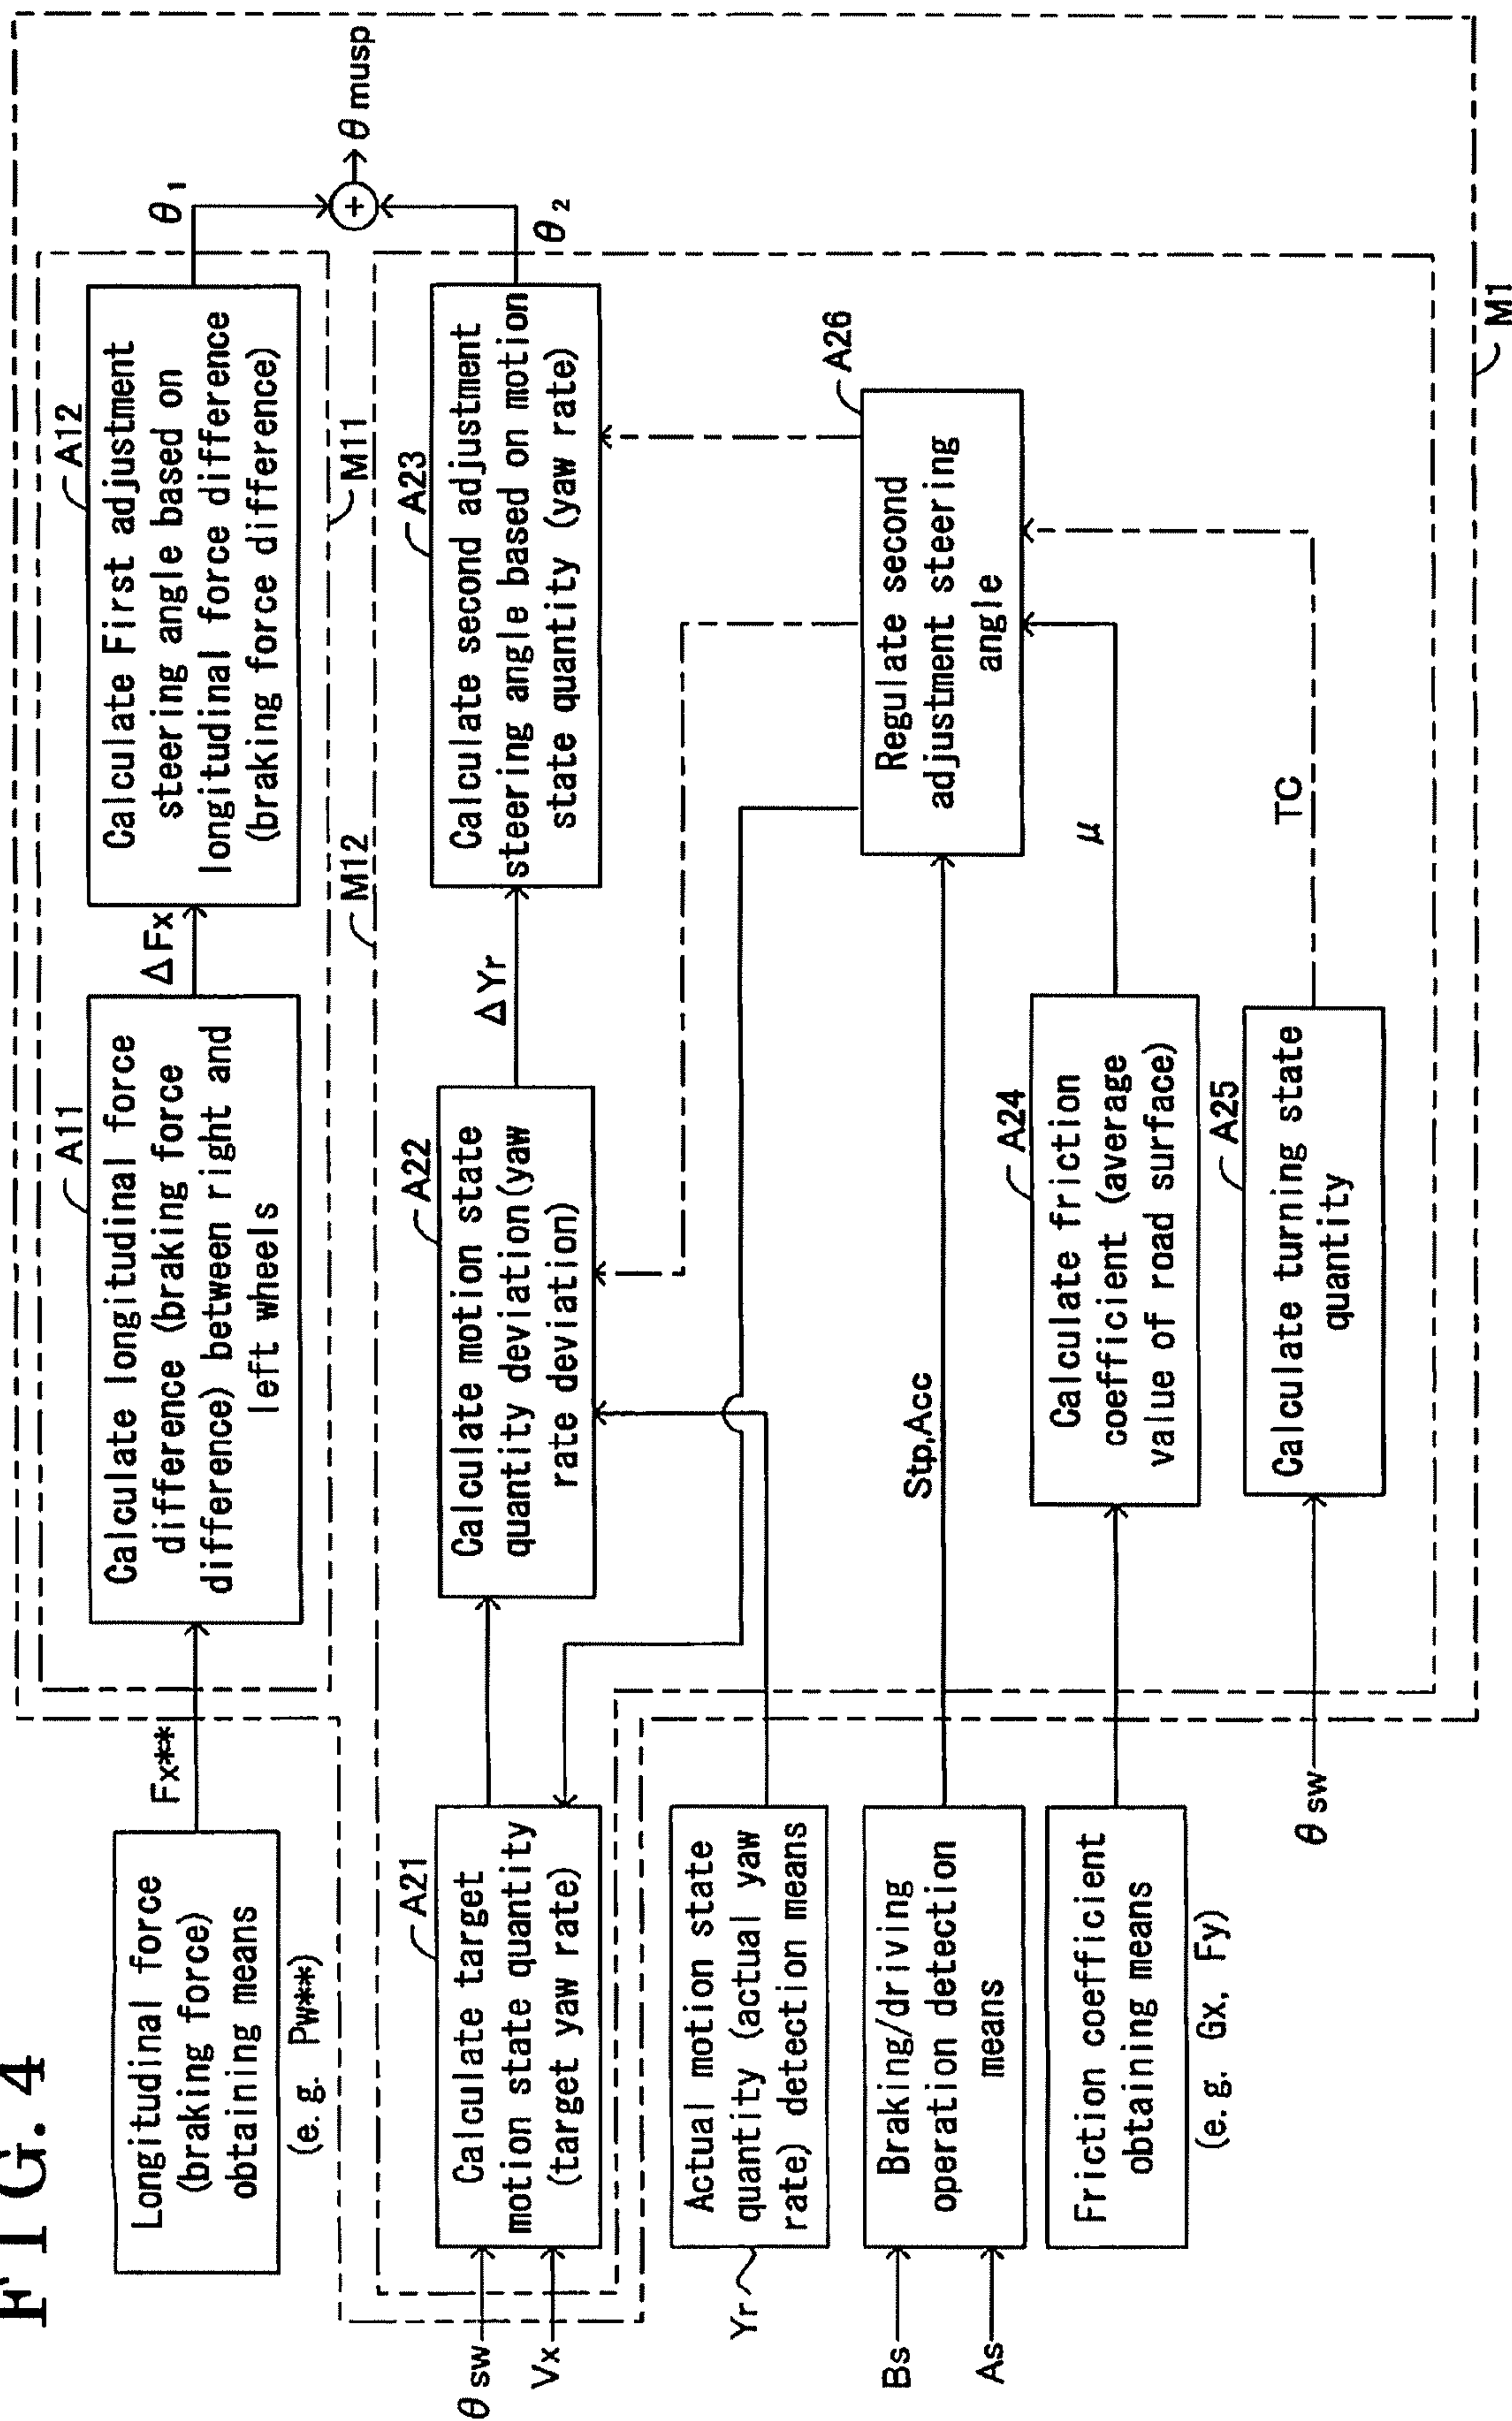 FIG. 4
Longitudinal force
(braking force)
obtaining means
(e.g. Pw**)
Fx**
A11
Calculate longitudinal force
difference (braking force
difference) between right and
left wheels
ΔFx
A12
Calculate First adjustment
steering angle based on
longitudinal force difference
(braking force difference)
θ1
M11
+
θmusp
M12
θsw
Vx
A21
Calculate target
motion state quantity
(target yaw rate)
A22
Calculate motion state
quantity deviation(yaw
rate deviation)
ΔYr
A23
Calculate second adjustment
steering angle based on motion
state quantity (yaw rate)
θ2
Yr
Actual motion state
quantity (actual yaw
rate) detection means
Bs
As
Braking/driving
operation detection
means
Stp,Acc
A26
Regulate second
adjustment steering
angle
Friction coefficient
obtaining means
(e.g. Gx, Fy)
A24
Calculate friction
coefficient (average
value of road surface)
μ
θsw
A25
Calculate turning state
quantity
TC
M1